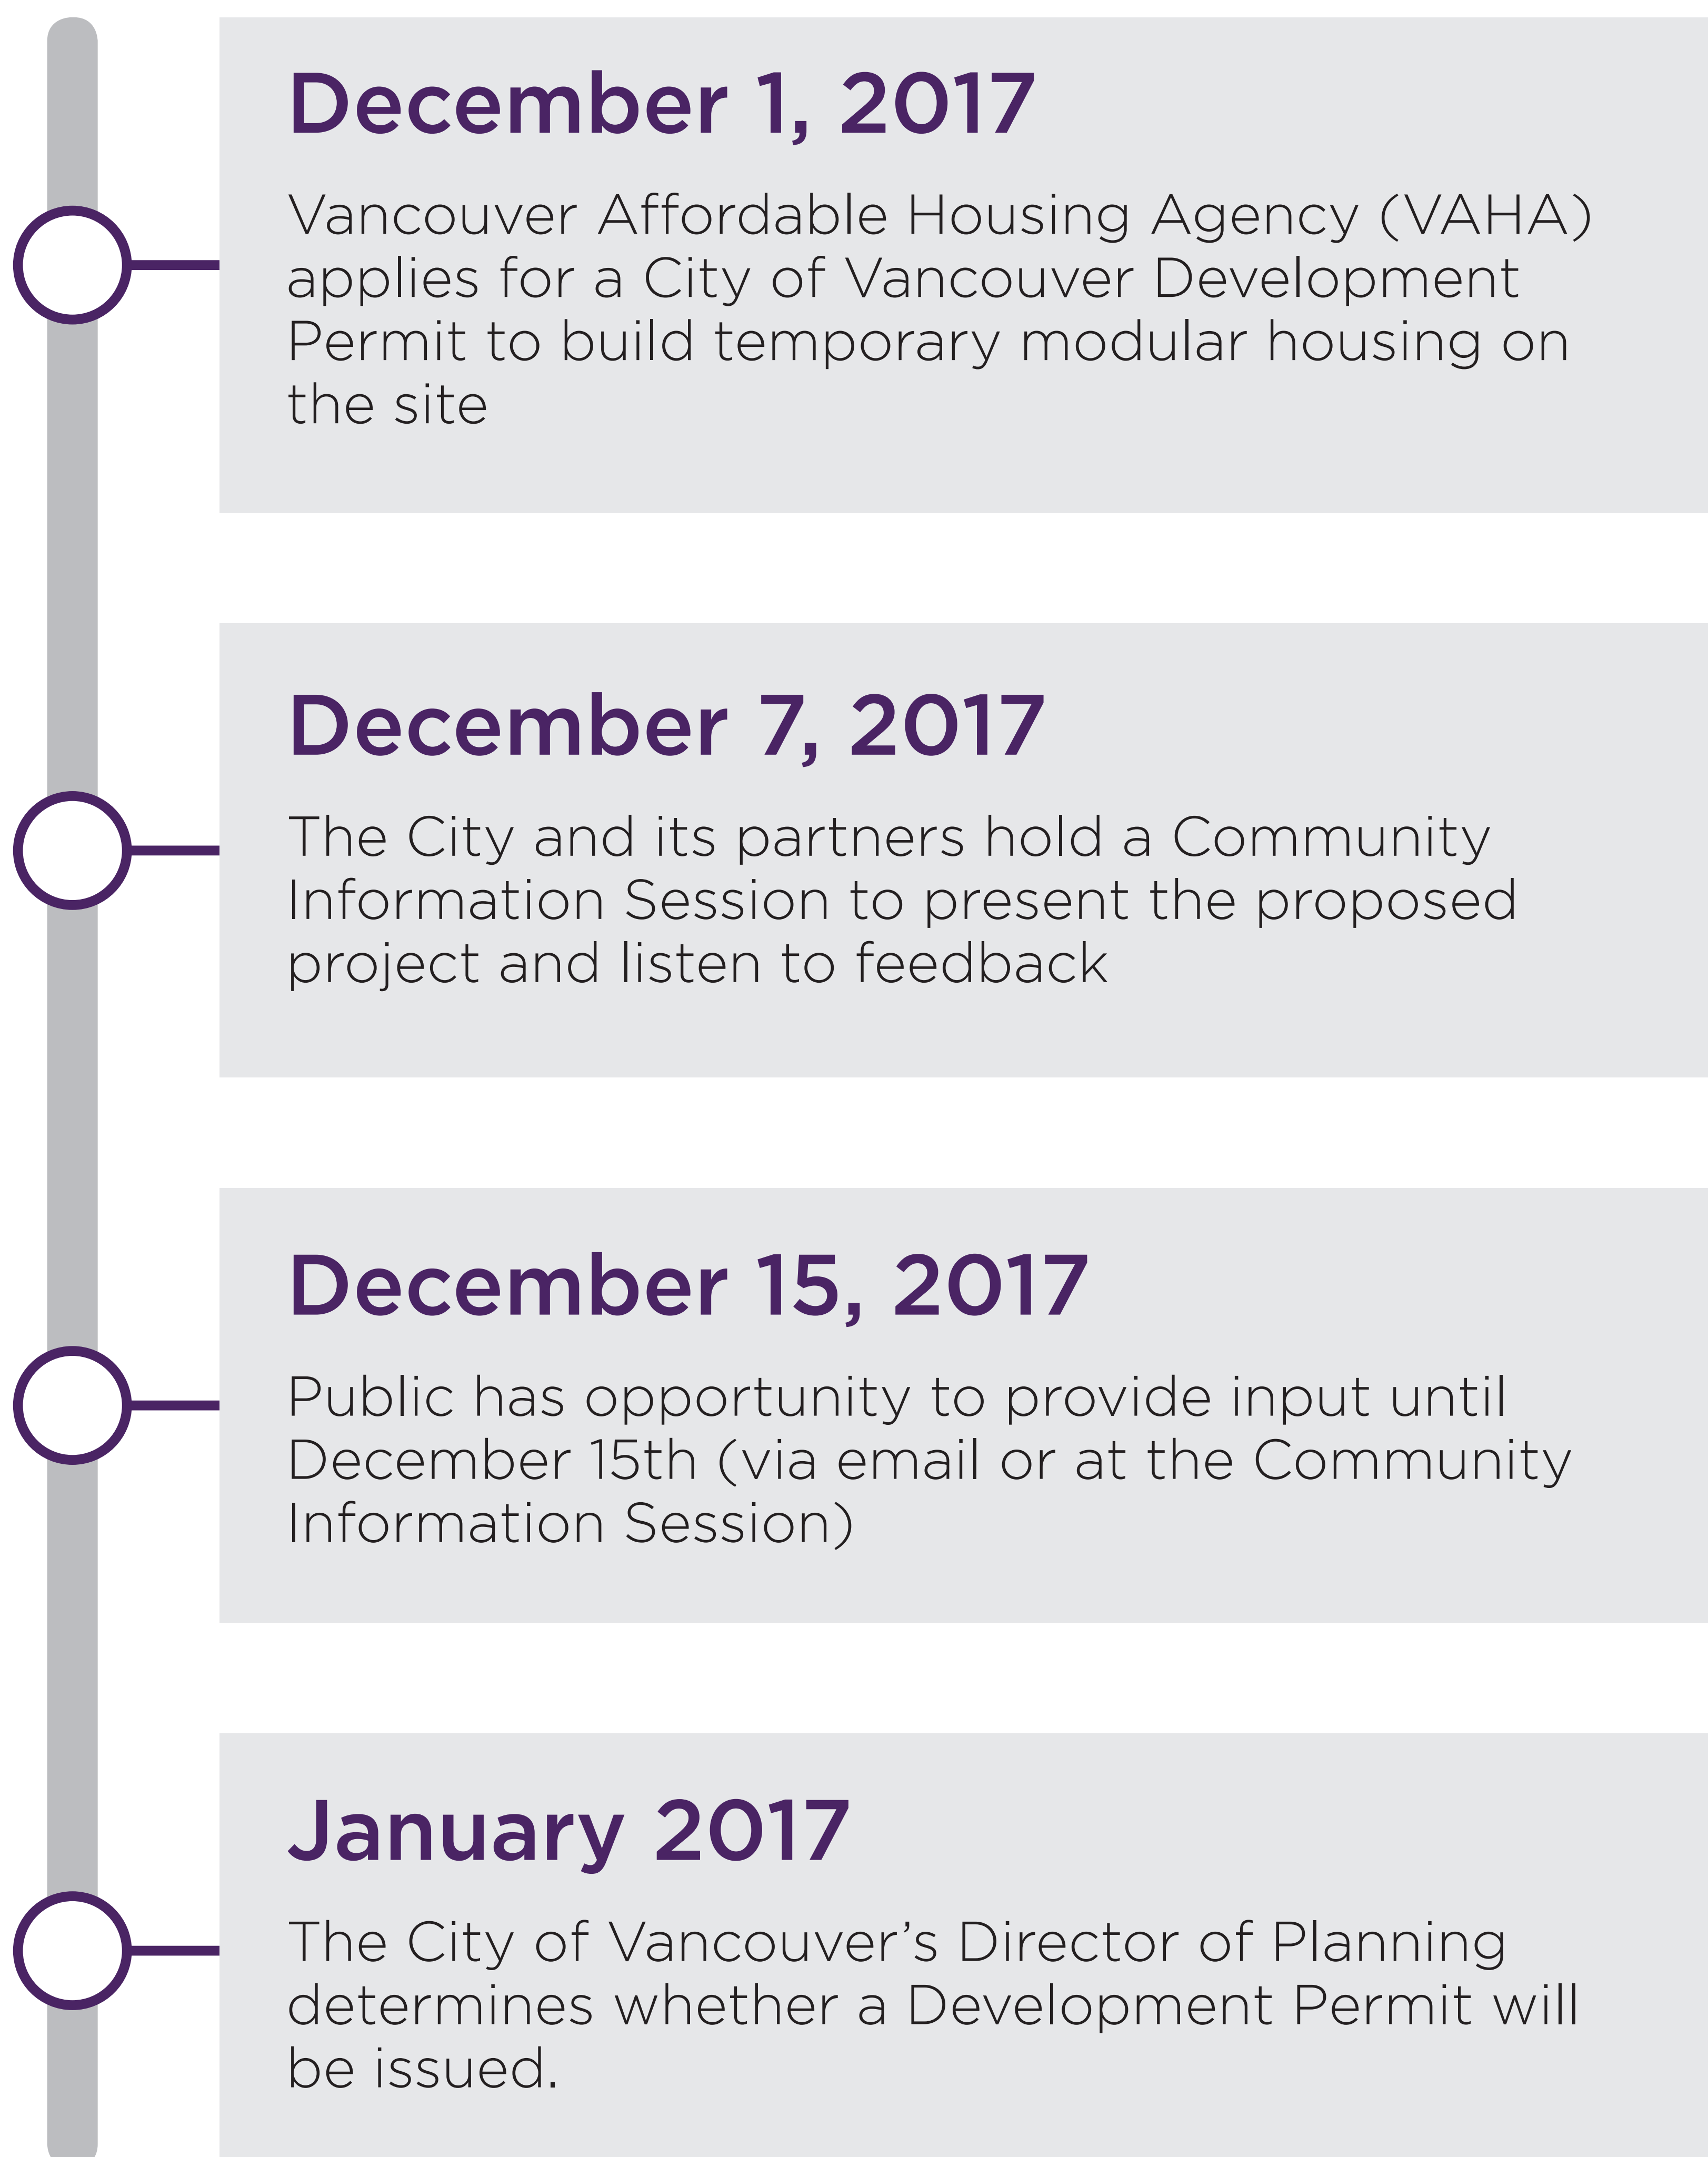 December 1, 2017
Vancouver Affordable Housing Agency (VAHA)
applies for a City of Vancouver Development
Permit to build temporary modular housing on
the site
December 7, 2017
The City and its partners hold a Community
Information Session to present the proposed
project and listen to feedback
December 15, 2017
Public has opportunity to provide input until
December 15th (via email or at the Community
Information Session)
January 2017
The City of Vancouver’s Director of Planning
determines whether a Development Permit will
be issued.